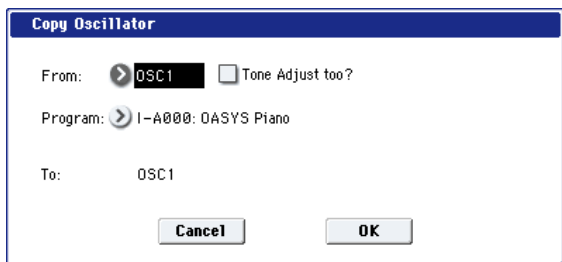 Copy Oscillator
From: OSC1 Tone Adjust too?
Program: I-A000: OASYS Piano
To: OSC1
Cancel OK